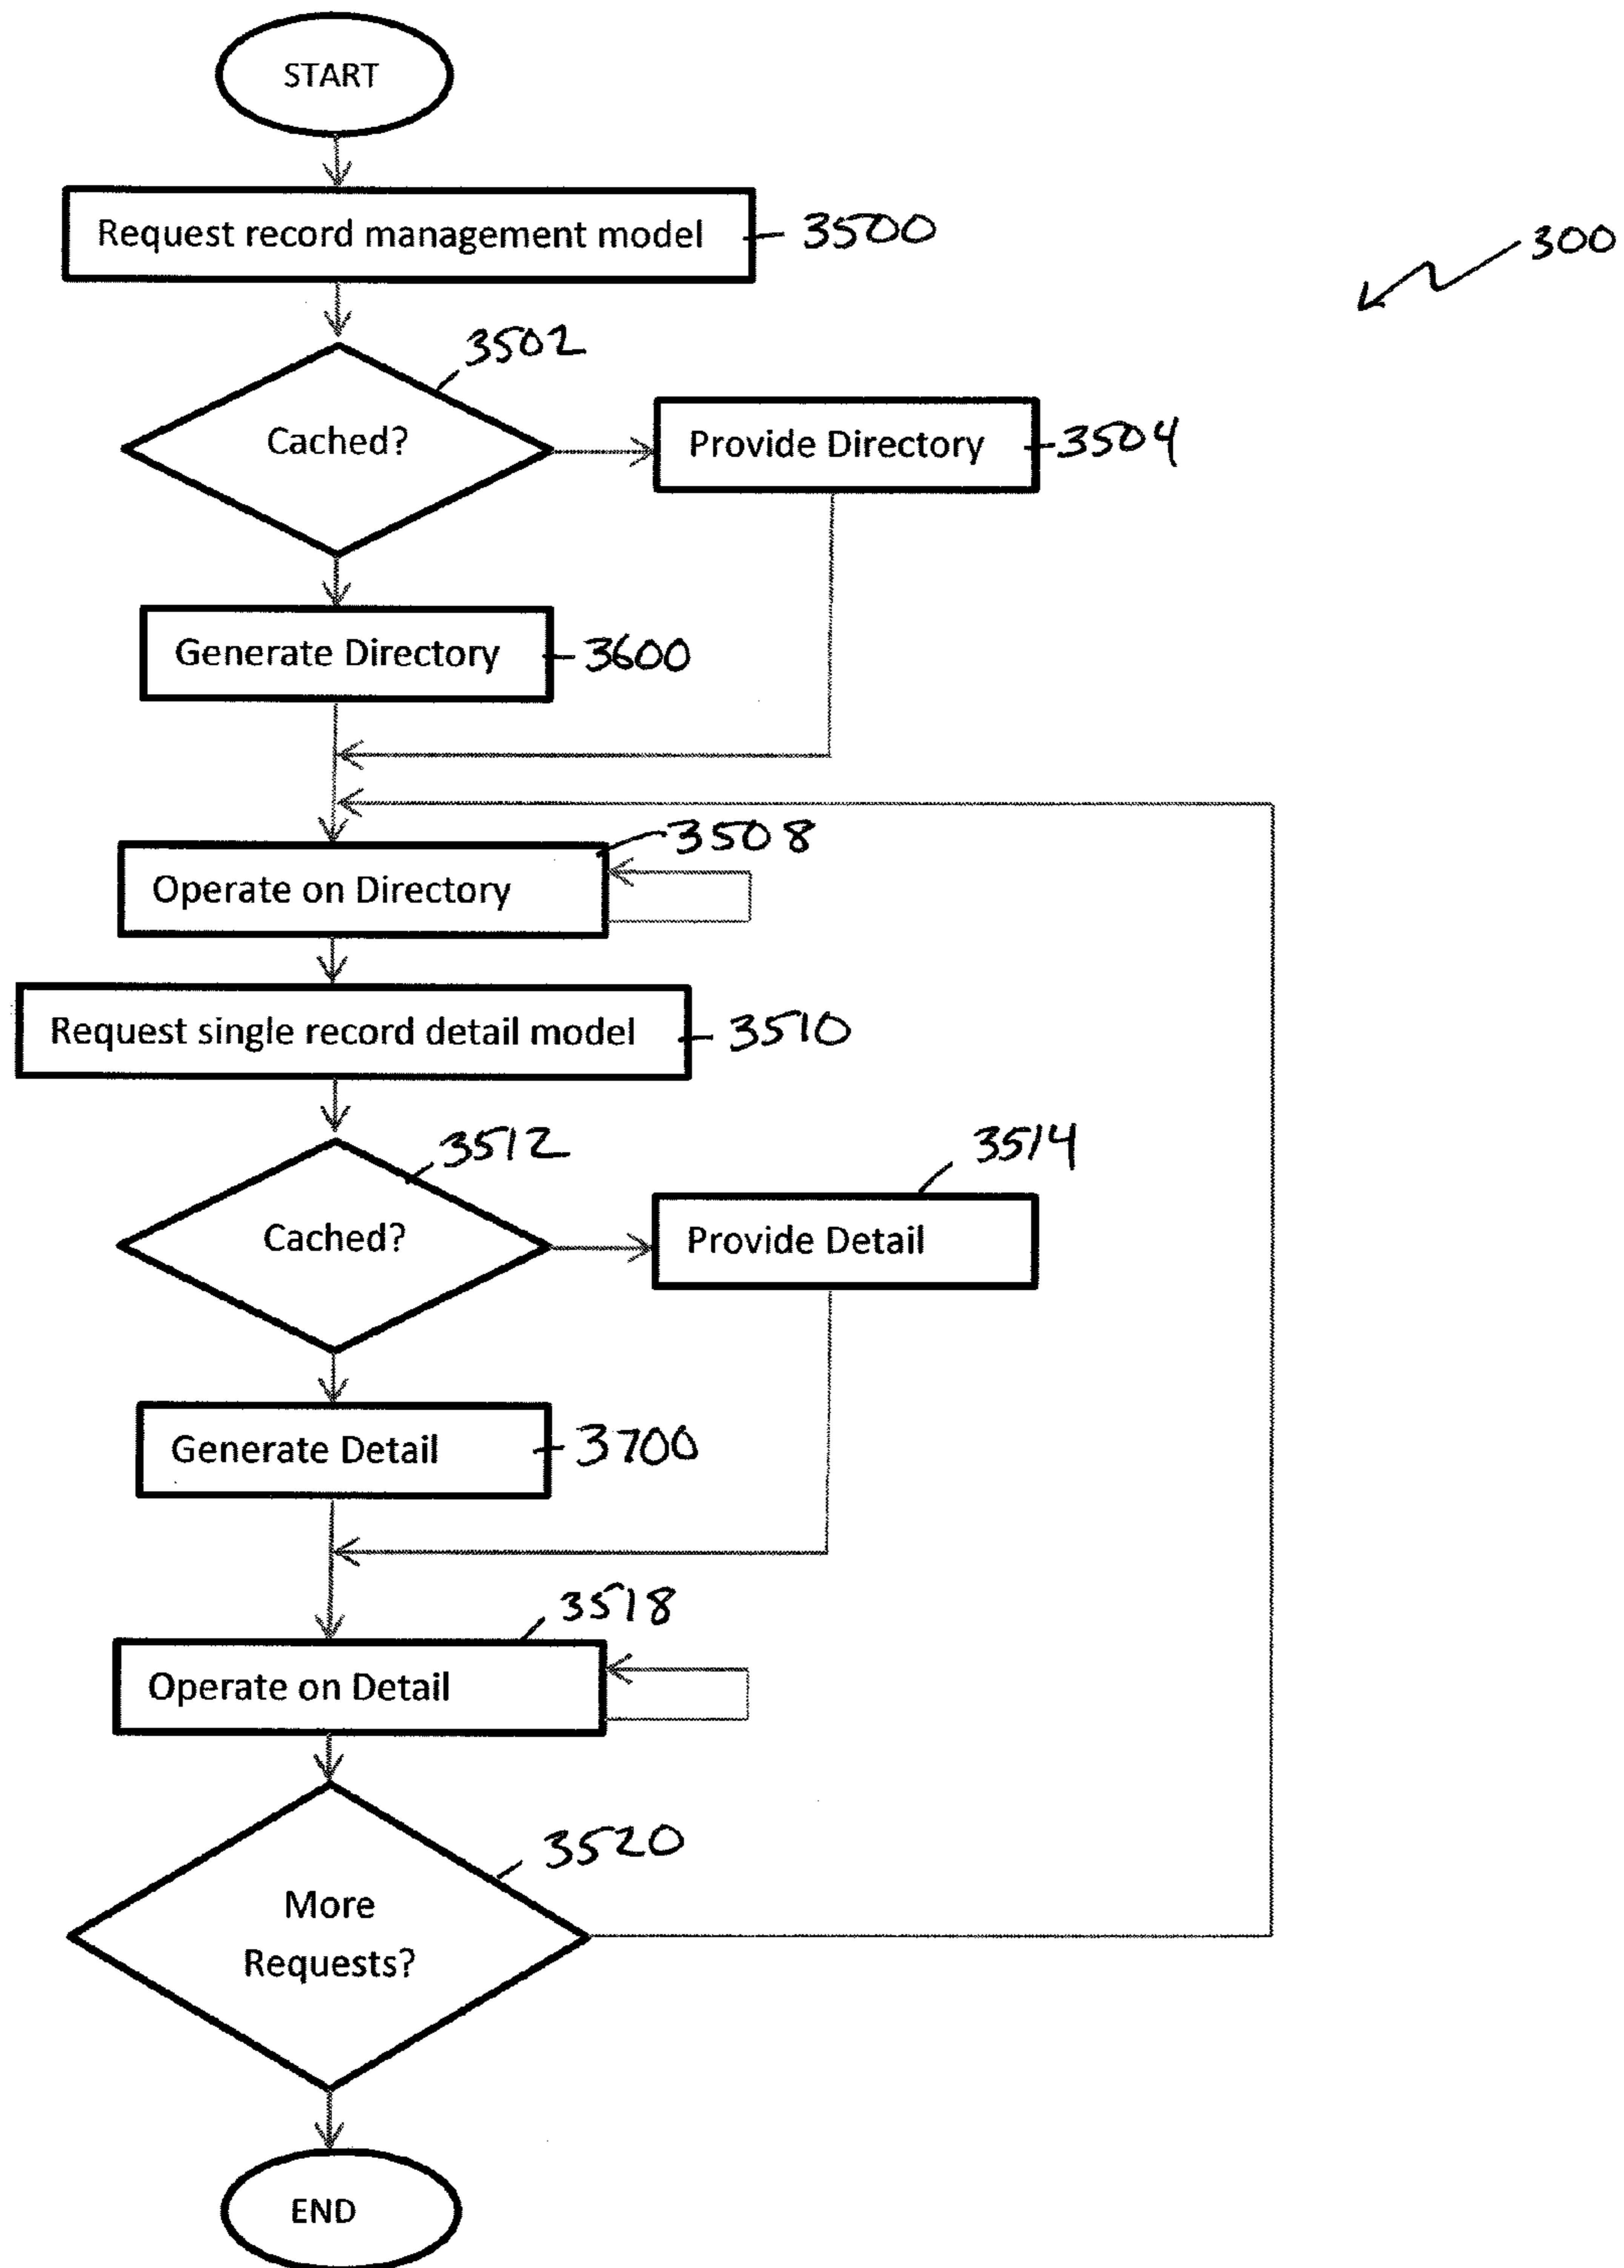 START
Request record management model
3500
300
3502
Cached?
Provide Directory
3504
Generate Directory
3600
3508
Operate on Directory
Request single record detail model
3510
3512
3514
Cached?
Provide Detail
Generate Detail
3700
3518
Operate on Detail
3520
More
Requests?
END